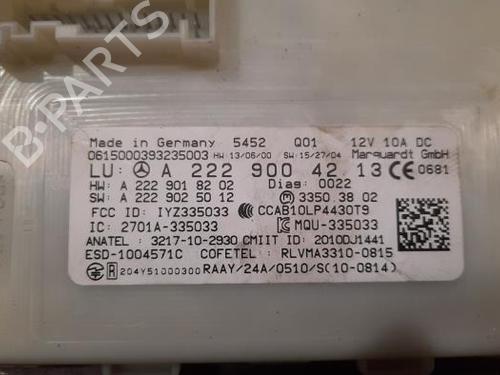 Made in Germany 5452 Q01 12V 10A DC
0615000393235003 HW: 13/06/00 SW: 15/27/04 Marquardt GmbH
LU: A 222 900 42 13 CE 0681
HW: A 222 901 82 02 Diag: 0022
SW: A 222 902 50 12 3350 3802
FCC ID: IYZ335033 CCAB10LP4430T9
IC: 2701A-335033 MQU-335033
ANATEL : 3217-10-2930 CMIIT ID: 2010DJ1441
ESD-1004571C COFETEL: RLVMA3310-0815
R 204Y51000300 RAAY/24A/0510/S(10-0814)
B-PARTS